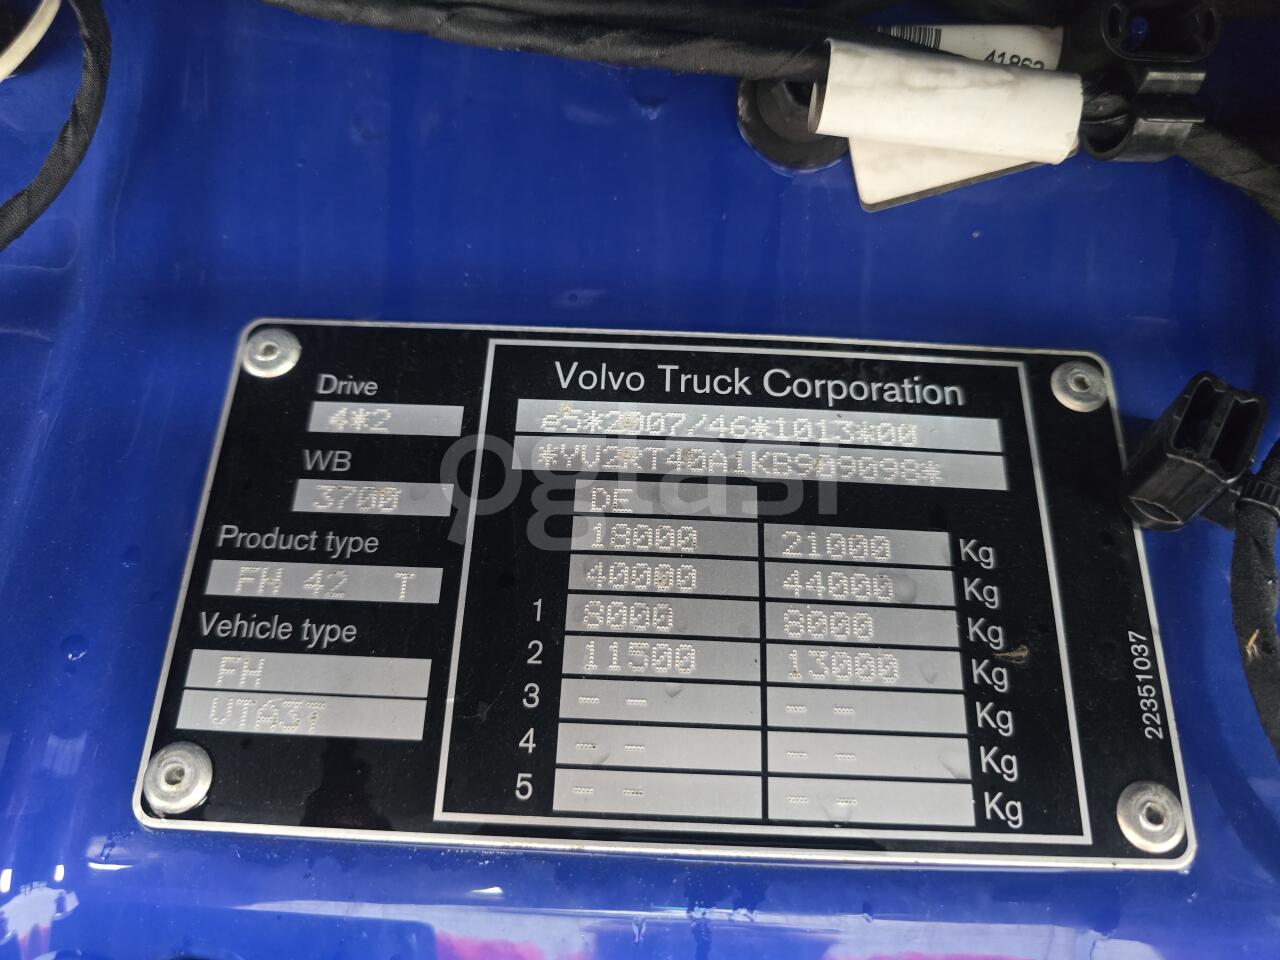 41862
Drive
4*2
WB
3700
Product type
FH 42 T
Vehicle type
FH
VTA3T
Volvo Truck Corporation
e5*2007/46*1013*00
*YV2RT40A1KB909098*
DE
18000 21000 Kg
40000 44000 Kg
1 8000 8000 Kg
2 11500 13000 Kg
3 -- -- -- -- Kg
4 -- -- -- -- Kg
5 -- -- -- -- Kg
22351037